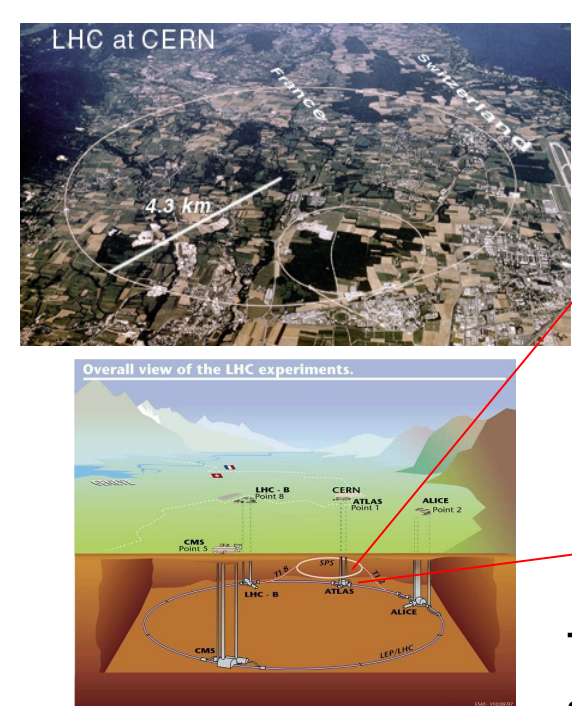 LHC at CERN
France
Switzerland
4.3 km
Overall view of the LHC experiments.
LHC - B
Point 8
CERN
ATLAS
Point 1
ALICE
Point 2
CMS
Point 5
TI 8
SPS
TI 2
LHC - B
ATLAS
ALICE
CMS
LEP/LHC